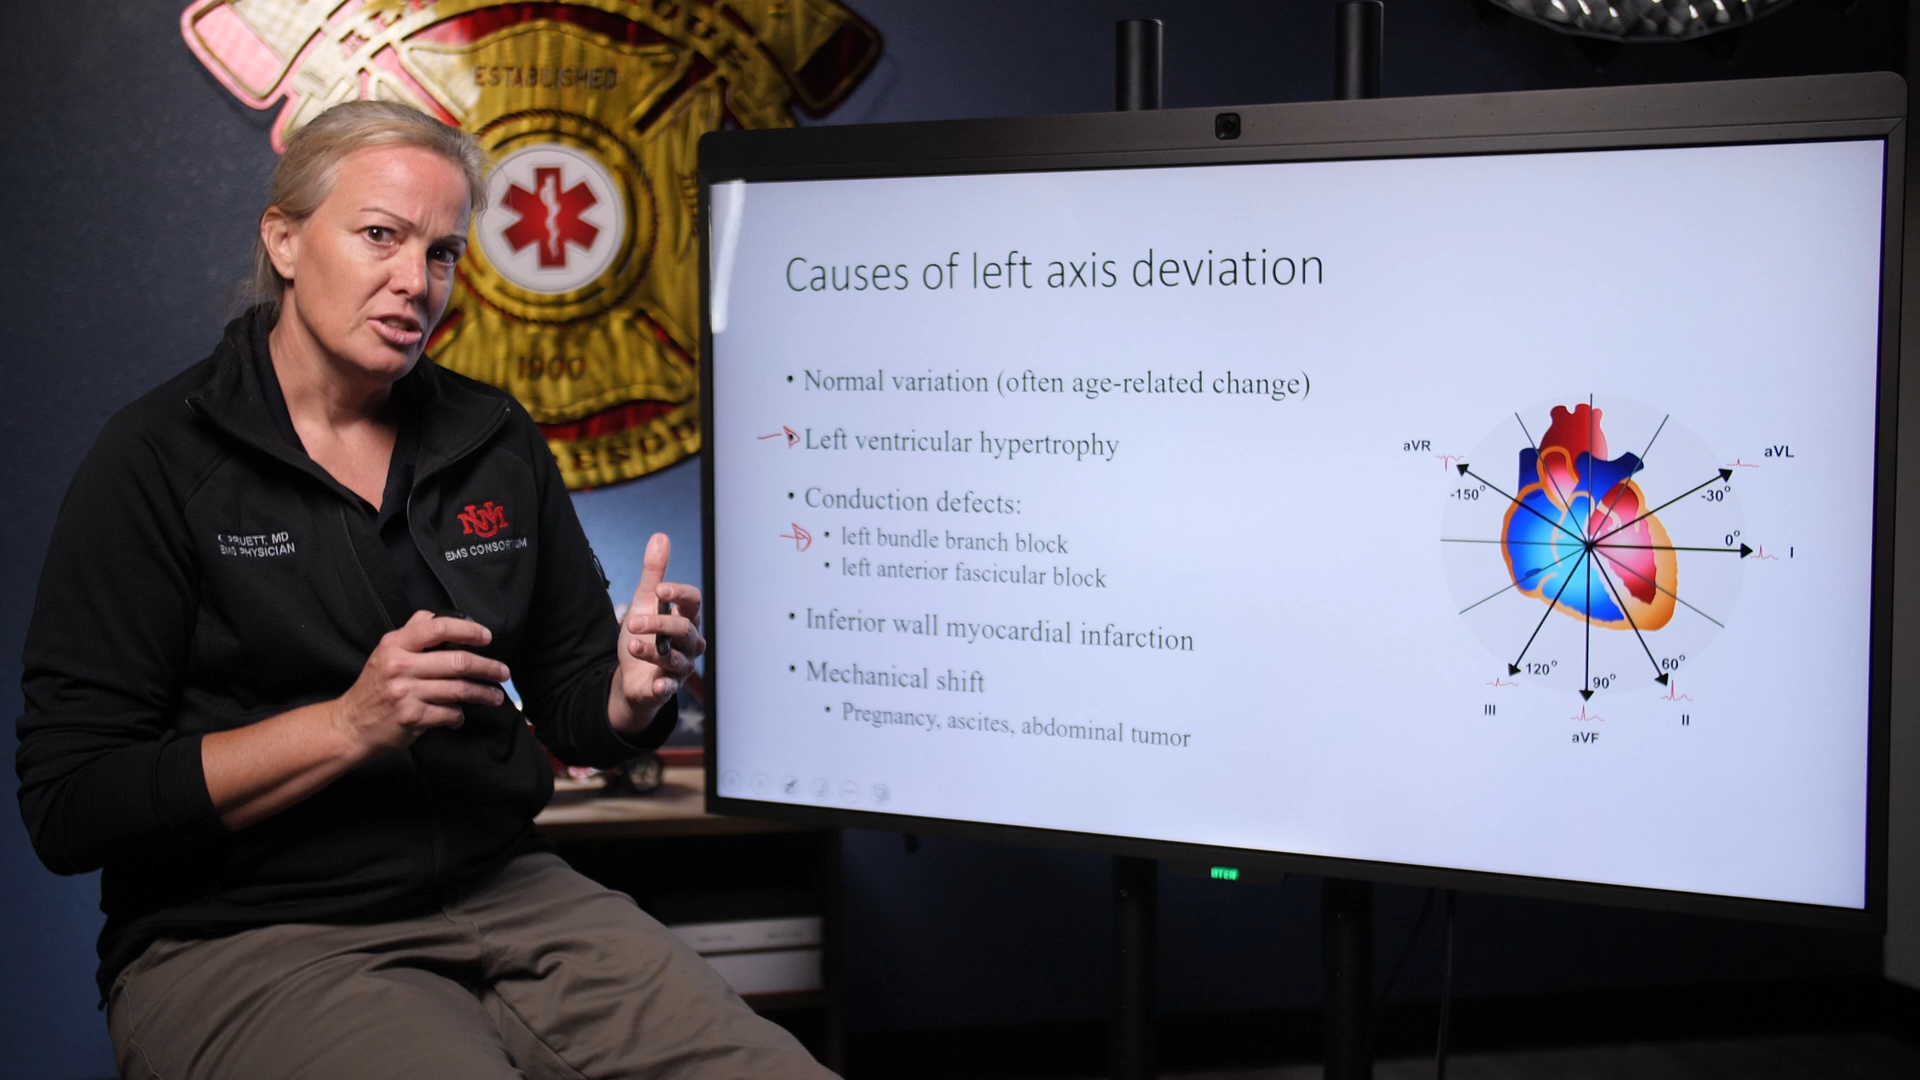 ESTABLISHED
1900
K. PRUETT, MD
EMS PHYSICIAN
UNM
EMS CONSORTIUM
Causes of left axis deviation
• Normal variation (often age-related change)
• Left ventricular hypertrophy
• Conduction defects:
• left bundle branch block
• left anterior fascicular block
• Inferior wall myocardial infarction
• Mechanical shift
• Pregnancy, ascites, abdominal tumor
aVR
aVL
-150°
-30°
0°
I
120°
90°
60°
III
II
aVF